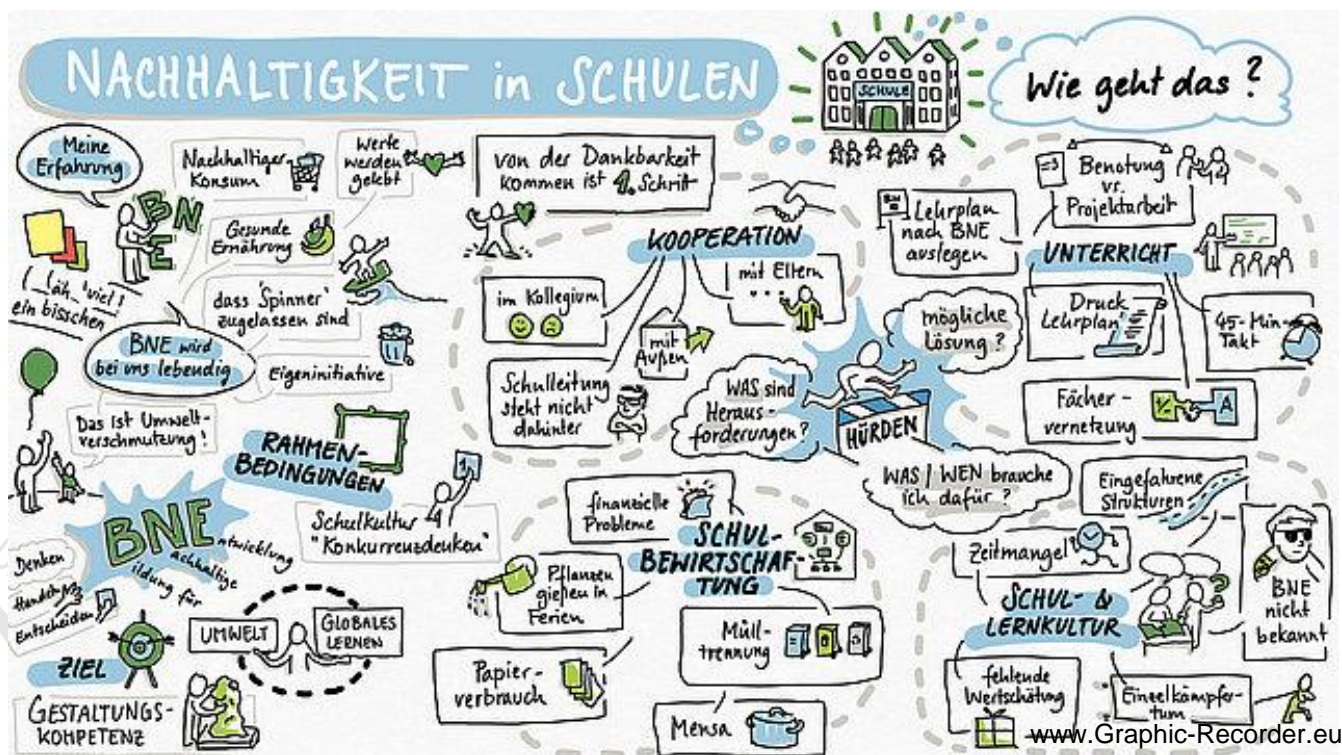 NACHHALTIGKEIT in SCHULEN
SCHULE
Wie geht das?
Meine
Erfahrung
BNE
Nachhaltiger
Konsum
Werte
werden
gelebt
Gesunde
Ernährung
"viel!
ein bisschen
dass 'Spinner'
zugelassen sind
BNE wird
bei uns lebendig
Eigeninitiative
Das ist Umwelt-
verschmutzung!
RAHMEN-
BEDINGUNGEN
Schulkultur
"Konkurrenzdenken"
BNE
ntwicklung
achhaltige
ildung für
Denken
Handeln
Entscheiden
ZIEL
GESTALTUNGS-
KOMPETENZ
UMWELT
GLOBALES
LERNEN
von der Dankbarkeit
kommen ist 1. Schritt
KOOPERATION
im Kollegium
mit
Außen
mit Eltern
Schulleitung
steht nicht
dahinter
WAS sind
Heraus-
forderungen?
mögliche
Lösung?
HÜRDEN
WAS / WEN brauche
ich dafür?
Lehrplan
nach BNE
auslegen
Benotung
vs.
Projektarbeit
UNTERRICHT
Druck
Lehrplan
45-Min-
Takt
Fächer-
vernetzung
finanzielle
Probleme
SCHUL-
BEWIRTSCHAF-
TUNG
Pflanzen
gießen in
Ferien
Müll-
trennung
Papier-
verbrauch
Mensa
Eingefahrene
Strukturen
Zeitmangel
SCHUL- &
LERNKULTUR
BNE
nicht
bekannt
fehlende
Wertschätzung
Einzelkämpfer-
tum
www.Graphic-Recorder.eu